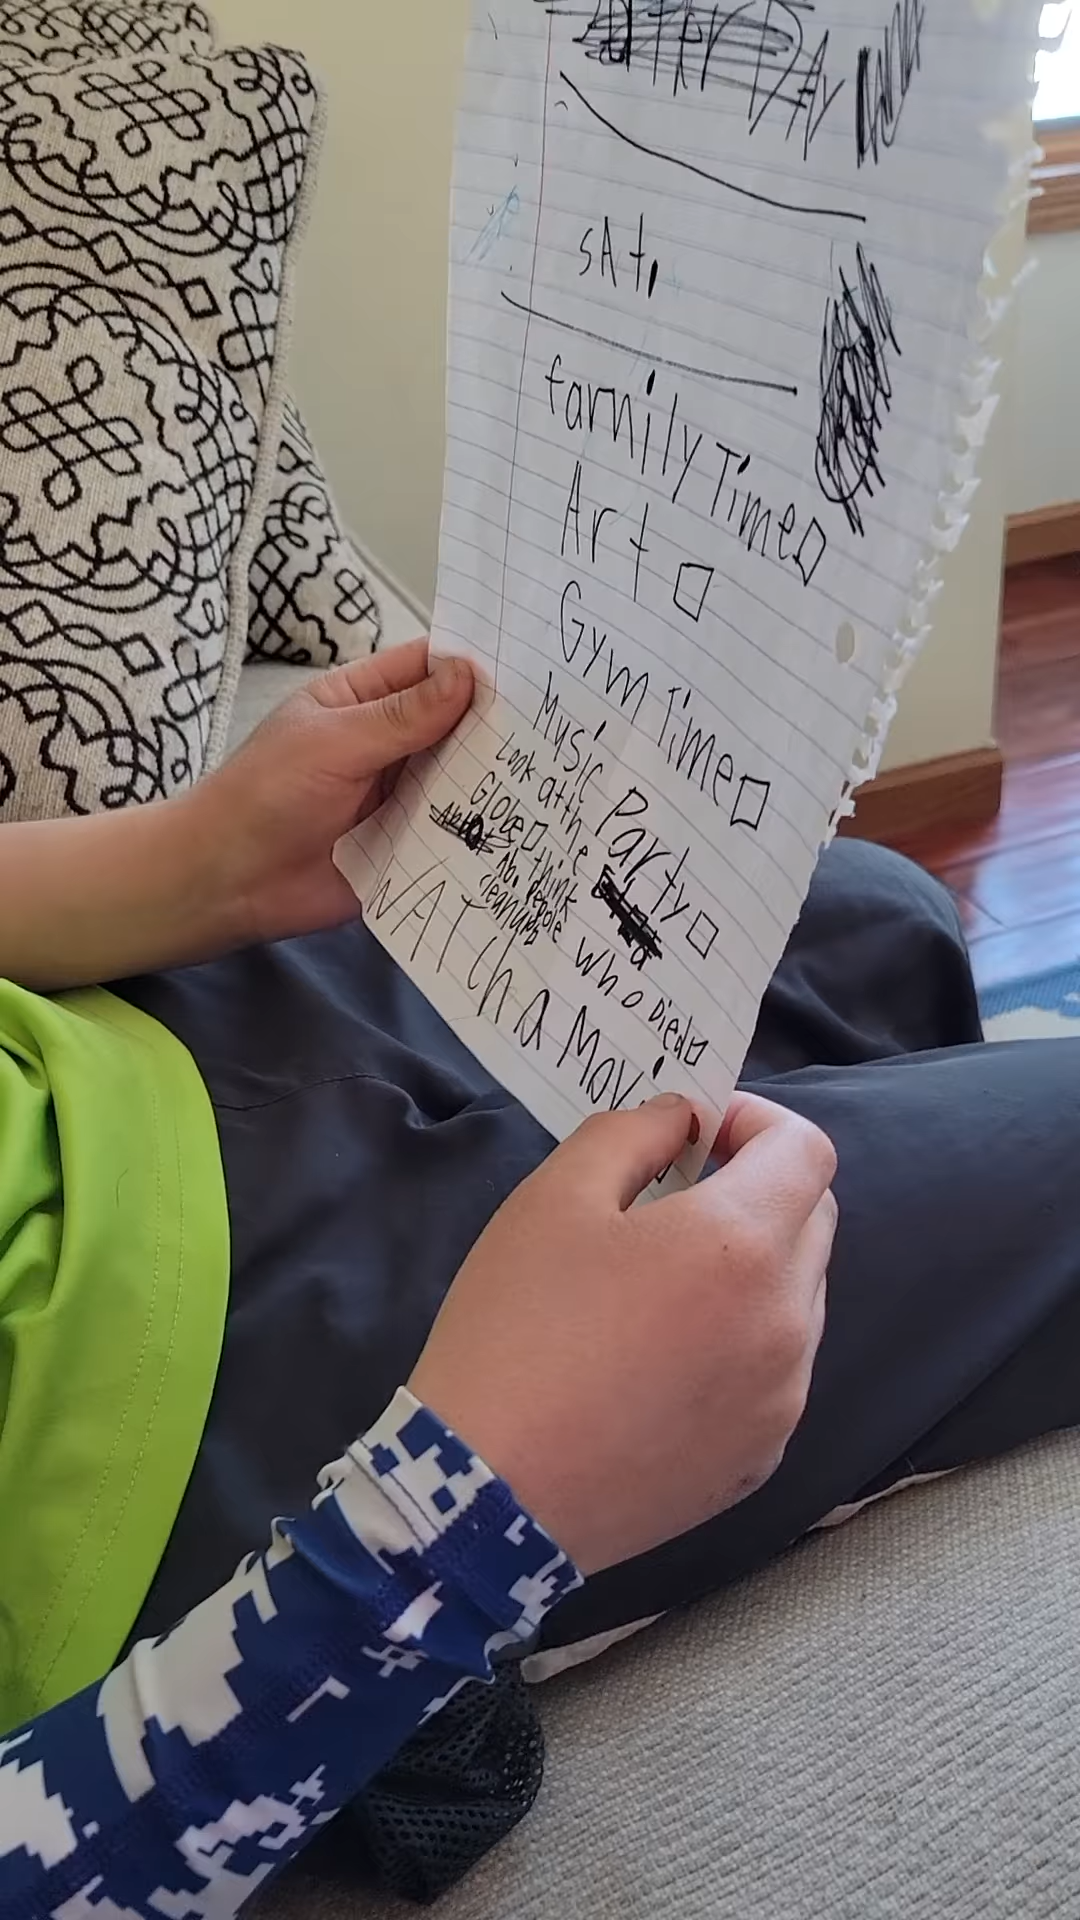 sAt.
family Time
Art
Gym Time
Music Party
Look at the
Globe
think
Ab. pepole
who Died
cleanup
WATch a Movi